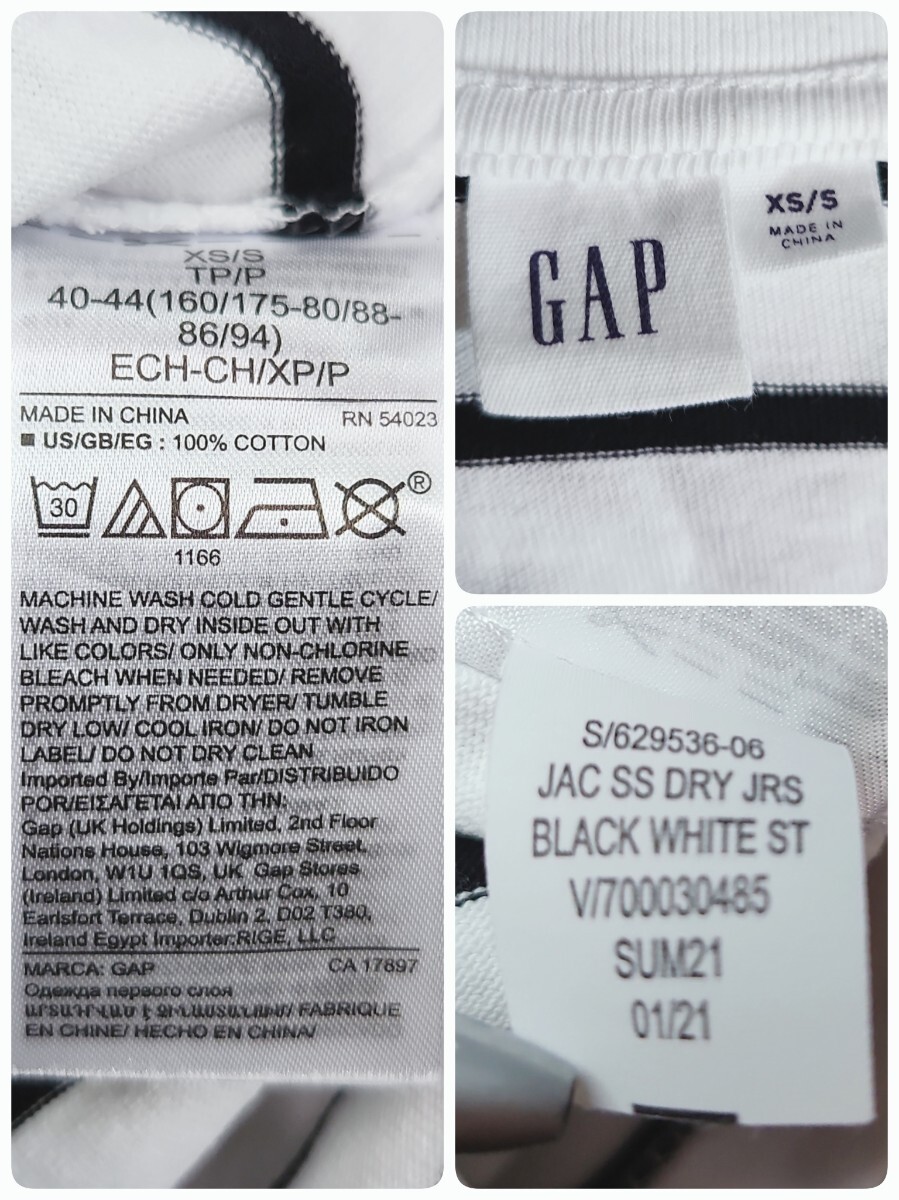 XS/S
TP/P
40-44(160/175-80/88-
86/94)
ECH-CH/XP/P
MADE IN CHINA RN 54023
US/GB/EG : 100% COTTON
30
®
1166
MACHINE WASH COLD GENTLE CYCLE/
WASH AND DRY INSIDE OUT WITH
LIKE COLORS/ ONLY NON-CHLORINE
BLEACH WHEN NEEDED/ REMOVE
PROMPTLY FROM DRYER/ TUMBLE
DRY LOW/ COOL IRON/ DO NOT IRON
LABEL/ DO NOT DRY CLEAN
Imported By/Importe Par/DISTRIBUIDO
POR/ΕΙΣΑΓΕΤΑΙ ΑΠΟ ΤΗΝ:
Gap (UK Holdings) Limited, 2nd Floor
Nations House, 103 Wigmore Street,
London, W1U 1QS, UK Gap Stores
(Ireland) Limited c/o Arthur Cox, 10
Earlsfort Terrace, Dublin 2, D02 T380,
Ireland Egypt Importer:RIGE, LLC
MARCA: GAP CA 17897
Одежда первого слоя
ԱՐՏԱԴՐՎԱԾ Է ՉԻՆԱՍՏԱՆՈՒՄ/ FABRIQUE
EN CHINE/ HECHO EN CHINA/
GAP
XS/S
MADE IN
CHINA
S/629536-06
JAC SS DRY JRS
BLACK WHITE ST
V/700030485
SUM21
01/21